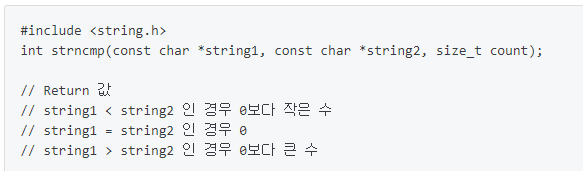 #include <string.h>
int strncmp(const char *string1, const char *string2, size_t count);
// Return 값
// string1 < string2 인 경우 0보다 작은 수
// string1 = string2 인 경우 0
// string1 > string2 인 경우 0보다 큰 수